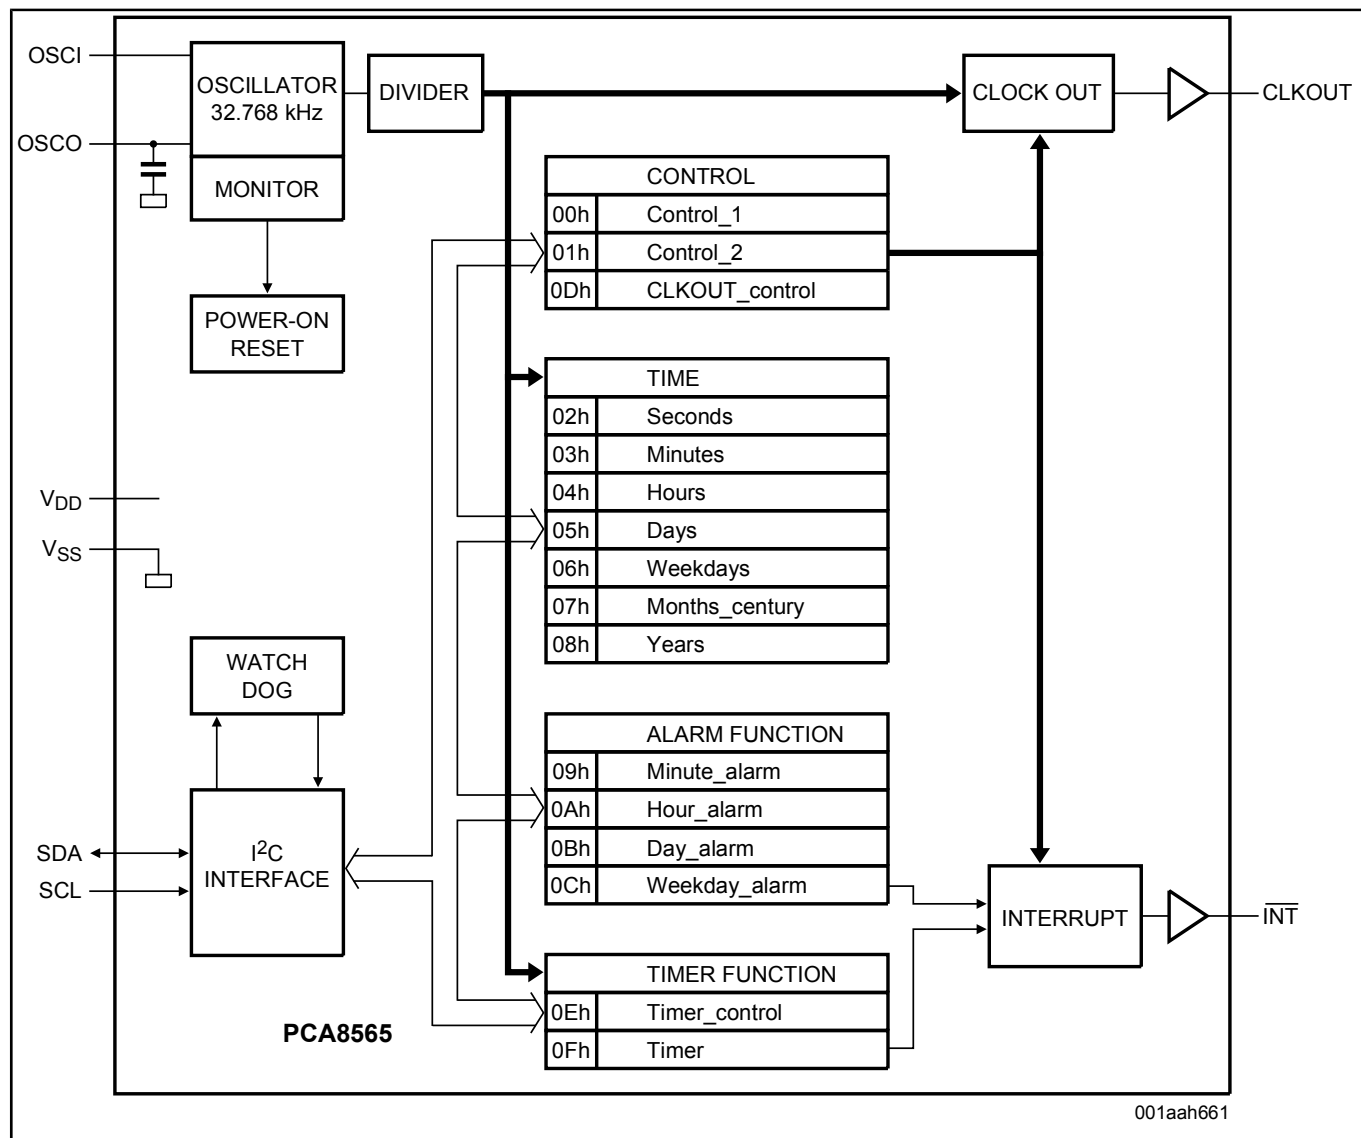 OSCI
OSCO
OSCILLATOR
32.768 kHz
MONITOR
DIVIDER
CLOCK OUT
CLKOUT
POWER-ON
RESET
CONTROL
00h Control_1
01h Control_2
0Dh CLKOUT_control
TIME
02h Seconds
03h Minutes
04h Hours
05h Days
06h Weekdays
07h Months_century
08h Years
VDD
VSS
WATCH
DOG
ALARM FUNCTION
09h Minute_alarm
0Ah Hour_alarm
0Bh Day_alarm
0Ch Weekday_alarm
SDA
SCL
I2C
INTERFACE
INTERRUPT
INT
TIMER FUNCTION
0Eh Timer_control
0Fh Timer
PCA8565
001aah661